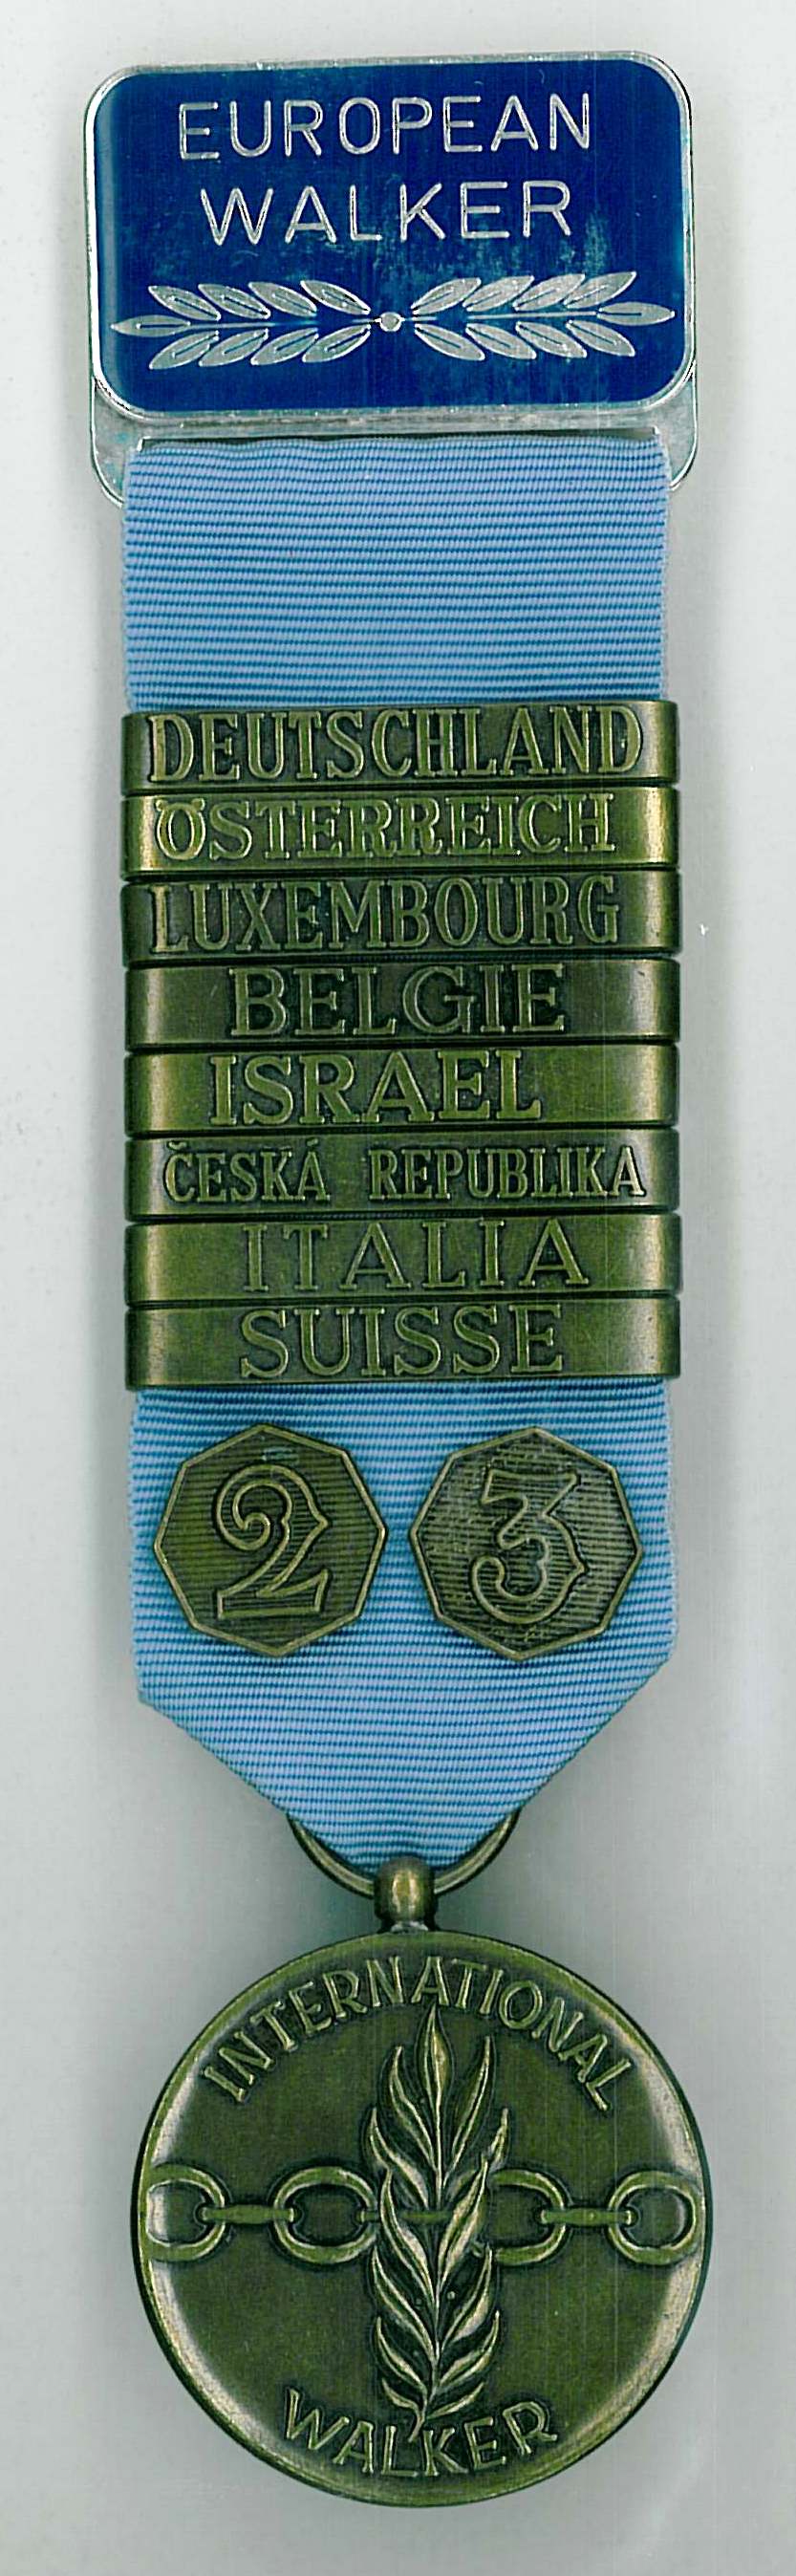 EUROPEAN
WALKER
DEUTSCHLAND
ÖSTERREICH
LUXEMBOURG
BELGIE
ISRAEL
ČESKÁ REPUBLIKA
ITALIA
SUISSE
2 3
INTERNATIONAL
WALKER